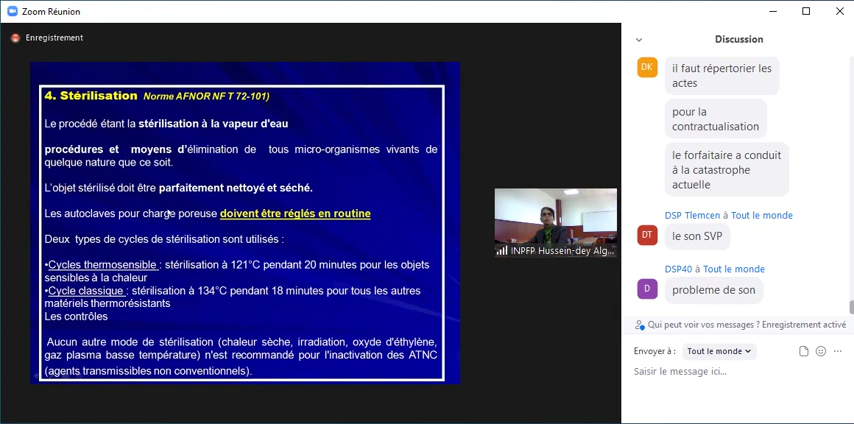 Zoom Réunion
Enregistrement
4. Stérilisation Norme AFNOR NF T 72-101)
Le procédé étant la stérilisation à la vapeur d'eau
procédures et moyens d'élimination de tous micro-organismes vivants de
quelque nature que ce soit.
L'objet stérilisé doit être parfaitement nettoyé et séché.
Les autoclaves pour charge poreuse doivent être réglés en routine
Deux types de cycles de stérilisation sont utilisés :
•Cycles thermosensible : stérilisation à 121°C pendant 20 minutes pour les objets
sensibles à la chaleur
•Cycle classique : stérilisation à 134°C pendant 18 minutes pour tous les autres
matériels thermorésistants
Les contrôles
Aucun autre mode de stérilisation (chaleur sèche, irradiation, oxyde d'éthylène,
gaz plasma basse température) n'est recommandé pour l'inactivation des ATNC
(agents transmissibles non conventionnels).
INPFP Hussein-dey Alg...
Discussion
DK
il faut répertorier les
actes
pour la
contractualisation
le forfaitaire a conduit
à la catastrophe
actuelle
DSP Tlemcen à Tout le monde
DT
le son SVP
DSP40 à Tout le monde
D
probleme de son
Qui peut voir vos messages ? Enregistrement activé
Envoyer à : Tout le monde
Saisir le message ici...